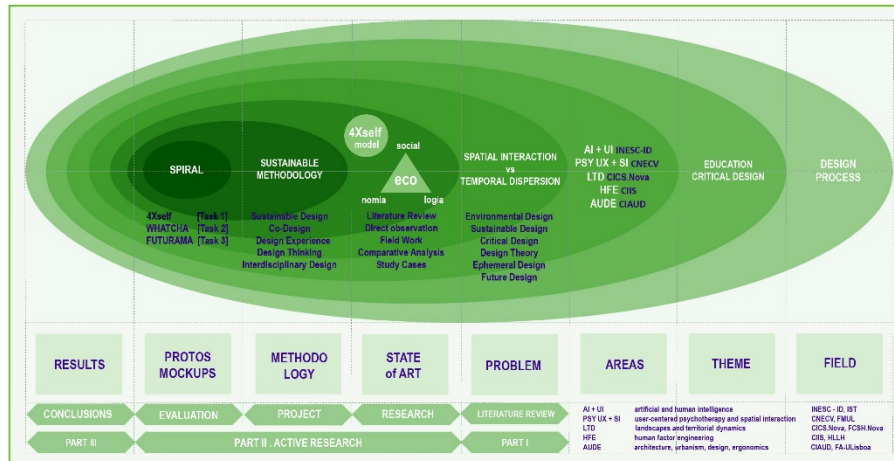 4Xself
model
social
eco
nomia
logia
SPIRAL
4Xself [Task 1]
WHATCHA [Task 2]
FUTURAMA [Task 3]
SUSTAINABLE
METHODOLOGY
Sustainable Design
Co-Design
Design Experience
Design Thinking
Interdisciplinary Design
Literature Review
Direct observation
Field Work
Comparative Analysis
Study Cases
SPATIAL INTERACTION
vs
TEMPORAL DISPERSION
Environmental Design
Sustainable Design
Critical Design
Design Theory
Ephemeral Design
Future Design
AI + UI INESC-ID
PSY UX + SI CNECV
LTD CICS.Nova
HFE CIIS
AUDE CIAUD
EDUCATION
CRITICAL DESIGN
DESIGN
PROCESS
RESULTS
PROTOS
MOCKUPS
METHODO
LOGY
STATE
of ART
PROBLEM
AREAS
THEME
FIELD
CONCLUSIONS
EVALUATION
PROJECT
RESEARCH
LITERATURE REVIEW
PART III
PART II . ACTIVE RESEARCH
PART I
AI + UI artificial and human intelligence INESC - ID, IST
PSY UX + SI user-centered psychotherapy and spatial interaction CNECV, FMUL
LTD landscapes and territorial dynamics CICS.Nova, FCSH.Nova
HFE human factor engineering CIIS, HLLH
AUDE architecture, urbanism, design, ergonomics CIAUD, FA-ULisboa